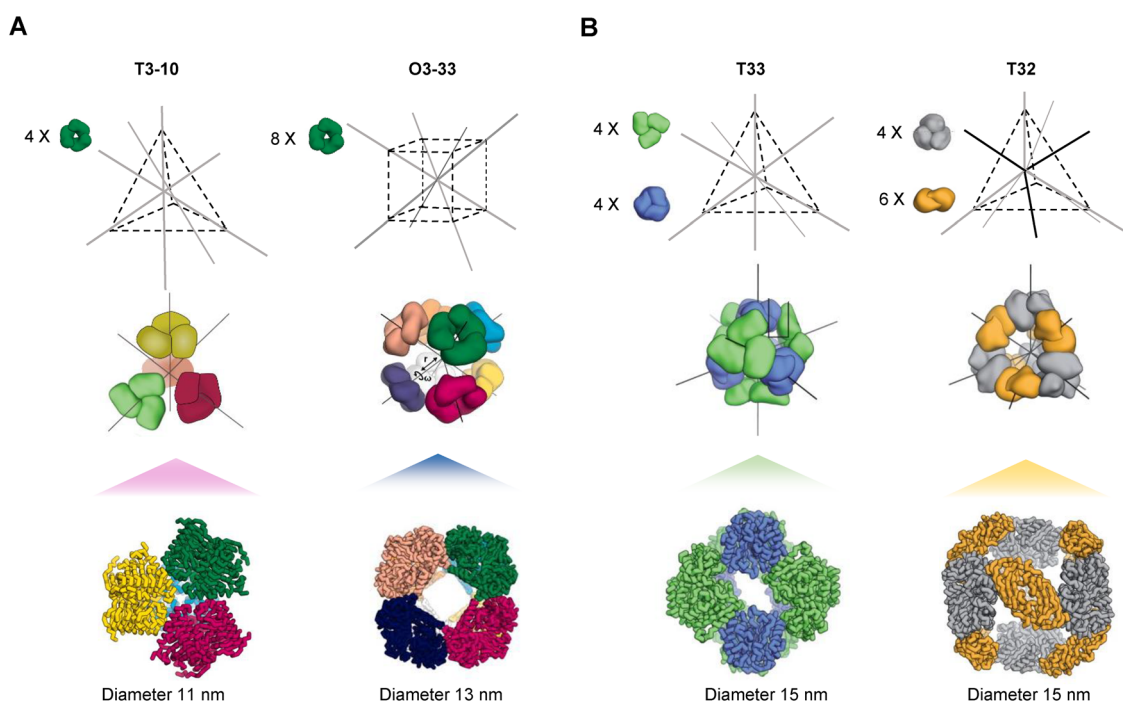 A
B
T3-10
O3-33
T33
T32
4 X
8 X
4 X
4 X
4 X
6 X
r
ω
Diameter 11 nm
Diameter 13 nm
Diameter 15 nm
Diameter 15 nm